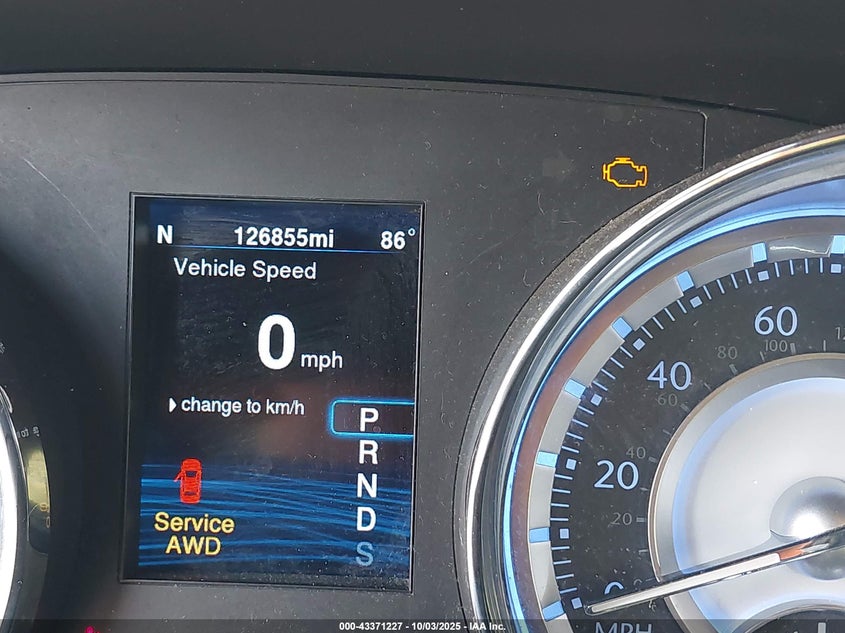 N 126855mi 86°
Vehicle Speed
0 mph
change to km/h
P
R
N
D
S
Service
AWD
60
100
80
40
60
40
20
20
0
MPH
000-43371227 - 10/03/2025 - IAA Inc.